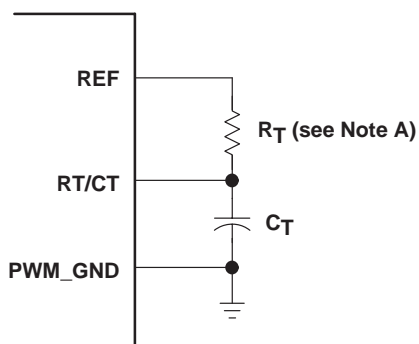 REF
RT (see Note A)
RT/CT
CT
PWM_GND